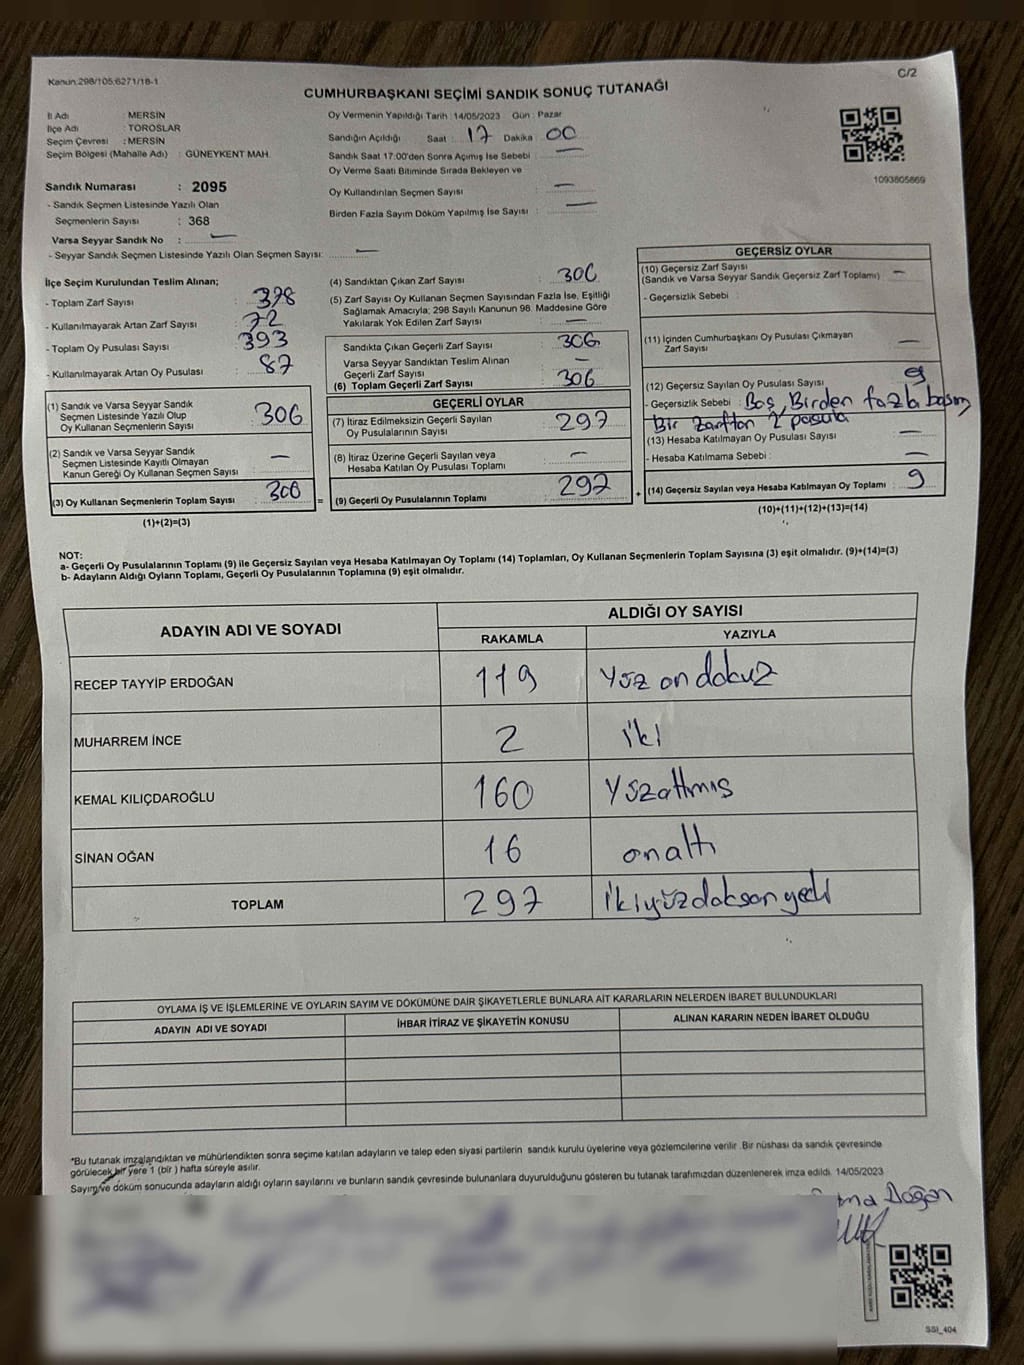 Kanun:298/105;6271/18-1
C/2
CUMHURBAŞKANI SEÇİMİ SANDIK SONUÇ TUTANAĞI
İl Adı : MERSİN
İlçe Adı : TOROSLAR
Seçim Çevresi : MERSİN
Seçim Bölgesi (Mahalle Adı) : GÜNEYKENT MAH.
Sandık Numarası : 2095
- Sandık Seçmen Listesinde Yazılı Olan
Seçmenlerin Sayısı : 368
Varsa Seyyar Sandık No : —
- Seyyar Sandık Seçmen Listesinde Yazılı Olan Seçmen Sayısı: —
Oy Vermenin Yapıldığı Tarih : 14/05/2023 Gün : Pazar
Sandığın Açıldığı Saat : 17 Dakika 00
Sandık Saat 17:00'den Sonra Açımış İse Sebebi : —
Oy Verme Saati Bitiminde Sırada Bekleyen ve
Oy Kullandırılan Seçmen Sayısı : —
Birden Fazla Sayım Döküm Yapılmış İse Sayısı : —
1093805869
İlçe Seçim Kurulundan Teslim Alınan;
- Toplam Zarf Sayısı : 378
- Kullanılmayarak Artan Zarf Sayısı : 72
- Toplam Oy Pusulası Sayısı : 393
- Kullanılmayarak Artan Oy Pusulası : 87
(1) Sandık ve Varsa Seyyar Sandık
Seçmen Listesinde Yazılı Olup
Oy Kullanan Seçmenlerin Sayısı : 306
(2) Sandık ve Varsa Seyyar Sandık
Seçmen Listesinde Kayıtlı Olmayan
Kanun Gereği Oy Kullanan Seçmen Sayısı : —
(3) Oy Kullanan Seçmenlerin Toplam Sayısı : 306 =
(1)+(2)=(3)
(4) Sandıktan Çıkan Zarf Sayısı : 306
(5) Zarf Sayısı Oy Kullanan Seçmen Sayısından Fazla İse, Eşitliği
Sağlamak Amacıyla; 298 Sayılı Kanunun 98. Maddesine Göre
Yakılarak Yok Edilen Zarf Sayısı : —
Sandıkta Çıkan Geçerli Zarf Sayısı : 306
Varsa Seyyar Sandıktan Teslim Alınan
Geçerli Zarf Sayısı : —
(6) Toplam Geçerli Zarf Sayısı : 306
GEÇERLİ OYLAR
(7) İtiraz Edilmeksizin Geçerli Sayılan
Oy Pusulalarının Sayısı : 297
(8) İtiraz Üzerine Geçerli Sayılan veya
Hesaba Katılan Oy Pusulası Toplamı : —
(9) Geçerli Oy Pusulalarının Toplamı : 297 +
GEÇERSİZ OYLAR
(10) Geçersiz Zarf Sayısı
(Sandık ve Varsa Seyyar Sandık Geçersiz Zarf Toplamı) : —
- Geçersizlik Sebebi :
(11) İçinden Cumhurbaşkanı Oy Pusulası Çıkmayan
Zarf Sayısı : —
(12) Geçersiz Sayılan Oy Pusulası Sayısı : 9
- Geçersizlik Sebebi : Boş, Birden fazla basım
Bir zarftan 2 pusula
(13) Hesaba Katılmayan Oy Pusulası Sayısı : —
- Hesaba Katılmama Sebebi : —
(14) Geçersiz Sayılan veya Hesaba Katılmayan Oy Toplamı : 9
(10)+(11)+(12)+(13)=(14)
NOT:
a- Geçerli Oy Pusulalarının Toplamı (9) ile Geçersiz Sayılan veya Hesaba Katılmayan Oy Toplamı (14) Toplamları, Oy Kullanan Seçmenlerin Toplam Sayısına (3) eşit olmalıdır. (9)+(14)=(3)
b- Adayların Aldığı Oyların Toplamı, Geçerli Oy Pusulalarının Toplamına (9) eşit olmalıdır.
ADAYIN ADI VE SOYADI ALDIĞI OY SAYISI
RAKAMLA YAZIYLA
RECEP TAYYİP ERDOĞAN 119 Yüz on dokuz
MUHARREM İNCE 2 iki
KEMAL KILIÇDAROĞLU 160 Yüzatmış
SİNAN OĞAN 16 onaltı
TOPLAM 297 ikiyüzdoksanyedi
OYLAMA İŞ VE İŞLEMLERİNE VE OYLARIN SAYIM VE DÖKÜMÜNE DAİR ŞİKAYETLERLE BUNLARA AİT KARARLARIN NELERDEN İBARET BULUNDUKLARI
ADAYIN ADI VE SOYADI İHBAR İTİRAZ VE ŞİKAYETİN KONUSU ALINAN KARARIN NEDEN İBARET OLDUĞU
*Bu tutanak imzalandıktan ve mühürlendikten sonra seçime katılan adayların ve talep eden siyasi partilerin sandık kurulu üyelerine veya gözlemcilerine verilir .Bir nüshası da sandık çevresinde
görülecek bir yere 1 (bir ) hafta süreyle asılır.
Sayım ve döküm sonucunda adayların aldığı oyların sayılarını ve bunların sandık çevresinde bulunanlara duyurulduğunu gösteren bu tutanak tarafımızdan düzenlenerek imza edildi. 14/05/2023
Doğan
SSI_404